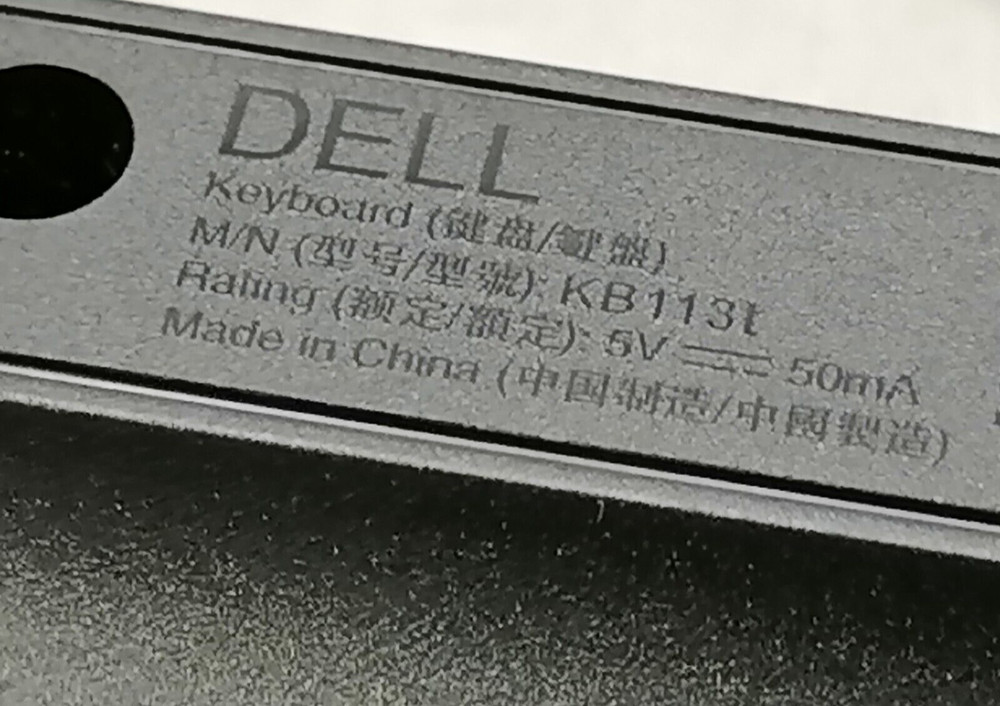 DELL
Keyboard (键盘/鍵盤)
M/N (型号/型號): KB113t
Rating (额定/額定): 5V ⎓ 50mA
Made in China (中国制造/中國製造)